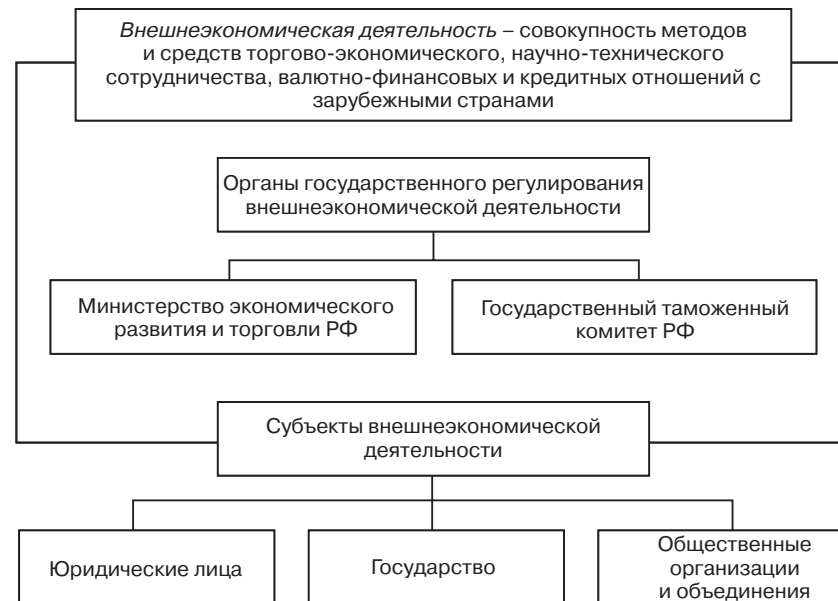 Внешнеэкономическая деятельность – совокупность методов
и средств торгово-экономического, научно-технического
сотрудничества, валютно-финансовых и кредитных отношений с
зарубежными странами
Органы государственного регулирования
внешнеэкономической деятельности
Министерство экономического
развития и торговли РФ
Государственный таможенный
комитет РФ
Субъекты внешнеэкономической
деятельности
Юридические лица
Государство
Общественные
организации
и объединения